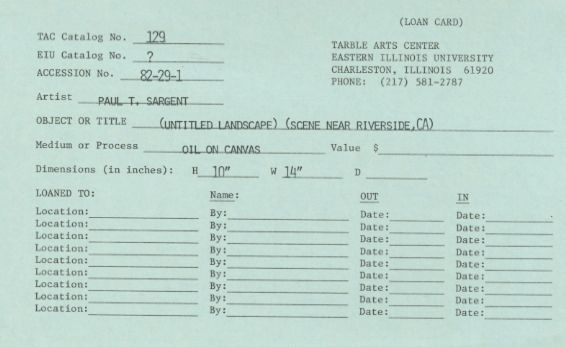 (LOAN CARD)
TAC Catalog No. 129
EIU Catalog No. ?
ACCESSION No. 82-29-1
TARBLE ARTS CENTER
EASTERN ILLINOIS UNIVERSITY
CHARLESTON, ILLINOIS 61920
PHONE: (217) 581-2787
Artist PAUL T. SARGENT
OBJECT OR TITLE (UNTITLED LANDSCAPE) (SCENE NEAR RIVERSIDE,CA)
Medium or Process OIL ON CANVAS Value $
Dimensions (in inches): H 10" W 14" D
LOANED TO: Name: OUT IN
Location: By: Date: Date:
Location: By: Date: Date:
Location: By: Date: Date:
Location: By: Date: Date:
Location: By: Date: Date:
Location: By: Date: Date:
Location: By: Date: Date:
Location: By: Date: Date:
Location: By: Date: Date: